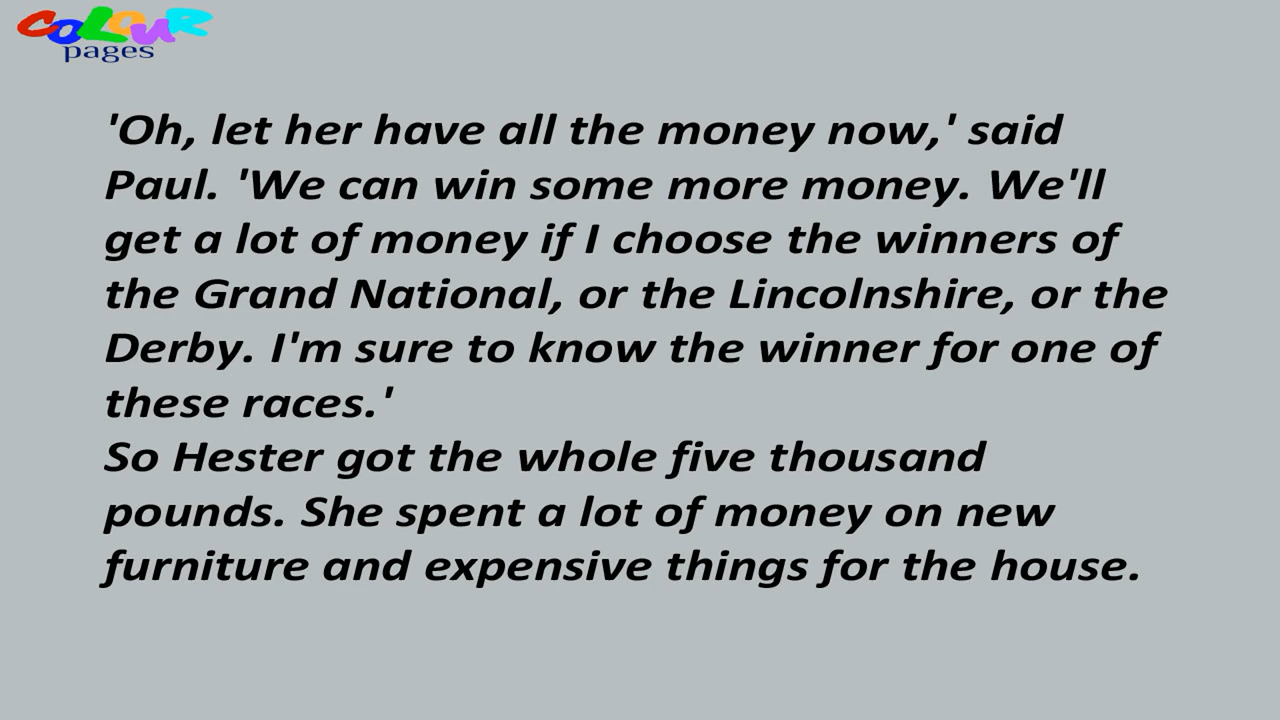 COLOUR
pages
'Oh, let her have all the money now,' said
Paul. 'We can win some more money. We'll
get a lot of money if I choose the winners of
the Grand National, or the Lincolnshire, or the
Derby. I'm sure to know the winner for one of
these races.'
So Hester got the whole five thousand
pounds. She spent a lot of money on new
furniture and expensive things for the house.